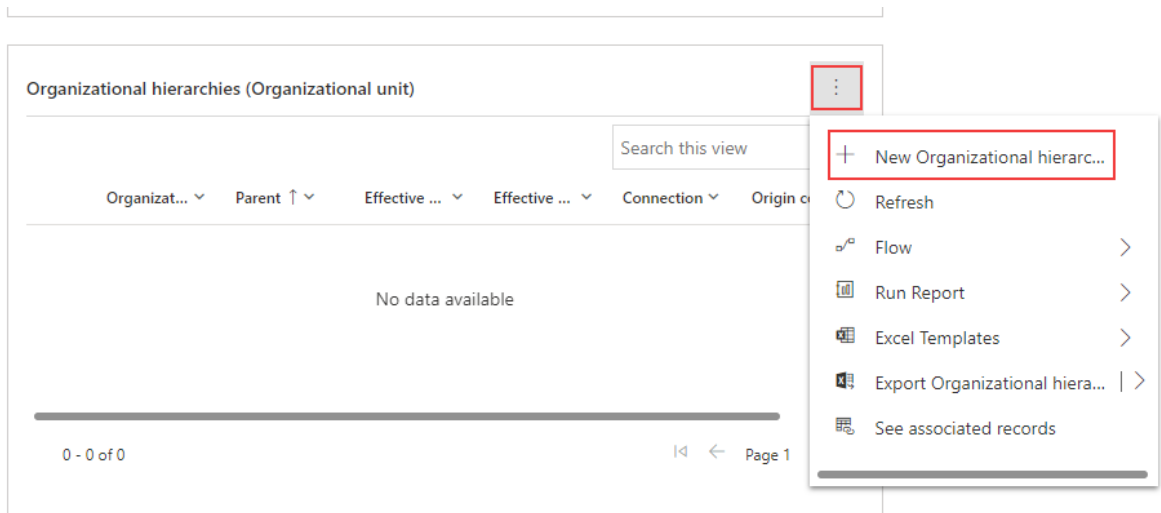 Organizational hierarchies (Organizational unit)
Search this view
New Organizational hierarc...
Organizat... Parent ↑ Effective ... Effective ... Connection Origin c
Refresh
Flow
No data available
Run Report
Excel Templates
Export Organizational hiera...
See associated records
0 - 0 of 0 Page 1